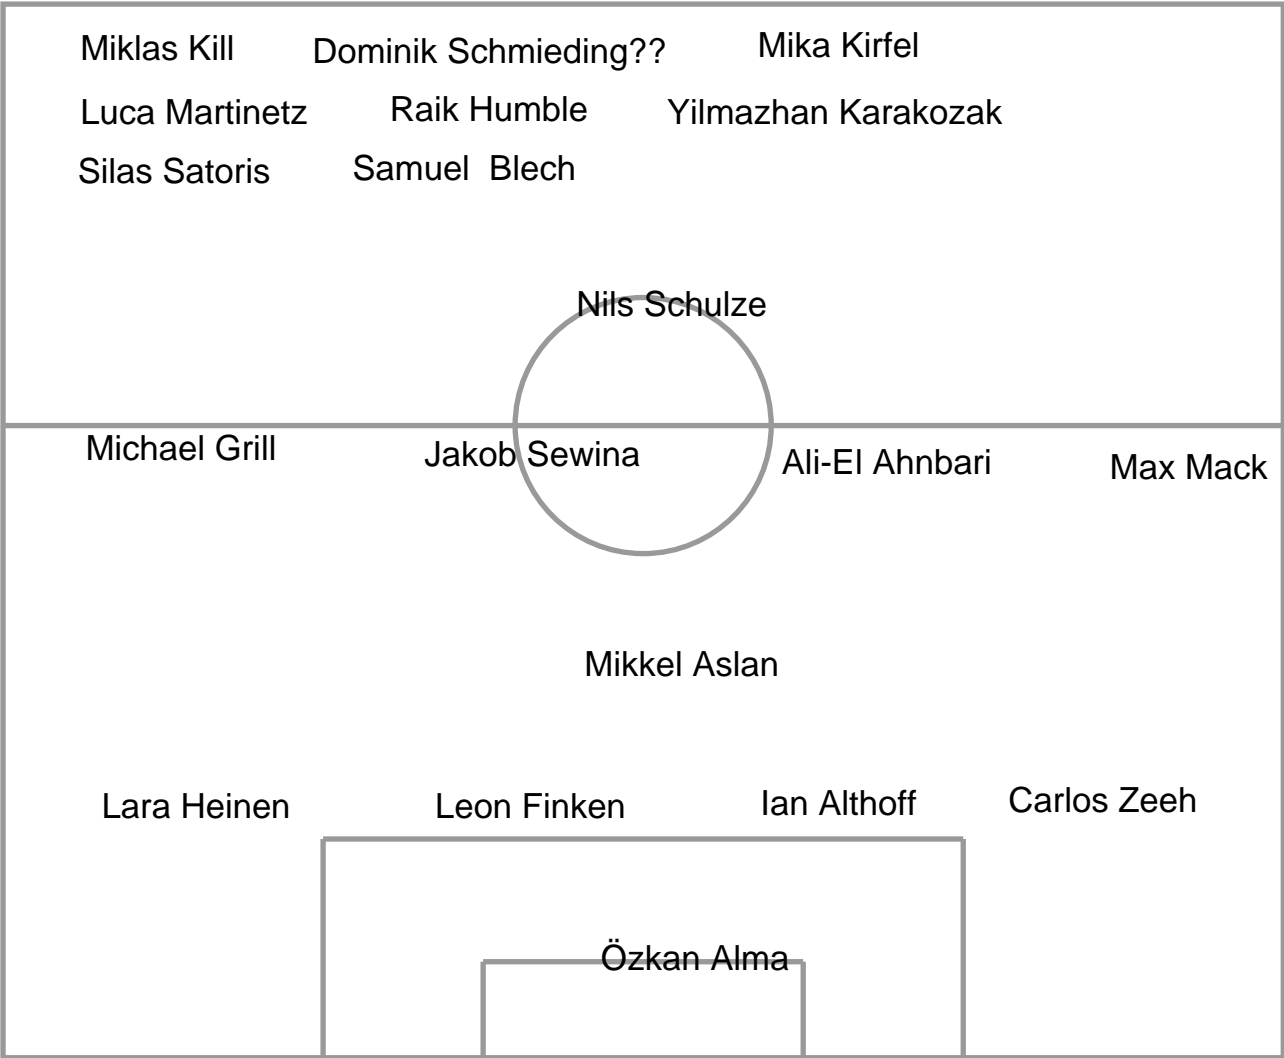 Miklas Kill Dominik Schmieding?? Mika Kirfel
Luca Martinetz Raik Humble Yilmazhan Karakozak
Silas Satoris Samuel  Blech
Nils Schulze
Michael Grill Jakob Sewina Ali-El Ahnbari Max Mack
Mikkel Aslan
Lara Heinen Leon Finken Ian Althoff Carlos Zeeh
Özkan Alma